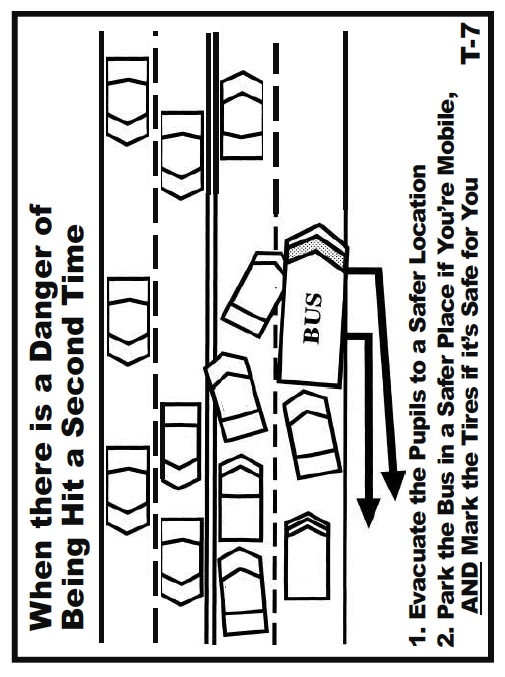 When there is a Danger of
Being Hit a Second Time
BUS
1. Evacuate the Pupils to a Safer Location
2. Park the Bus in a Safer Place if You're Mobile,
AND Mark the Tires if it's Safe for You
T-7